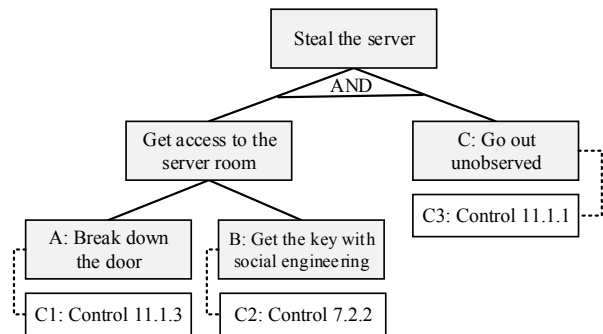 Steal the server
AND
Get access to the
server room
C: Go out
unobserved
C3: Control 11.1.1
A: Break down
the door
B: Get the key with
social engineering
C1: Control 11.1.3
C2: Control 7.2.2